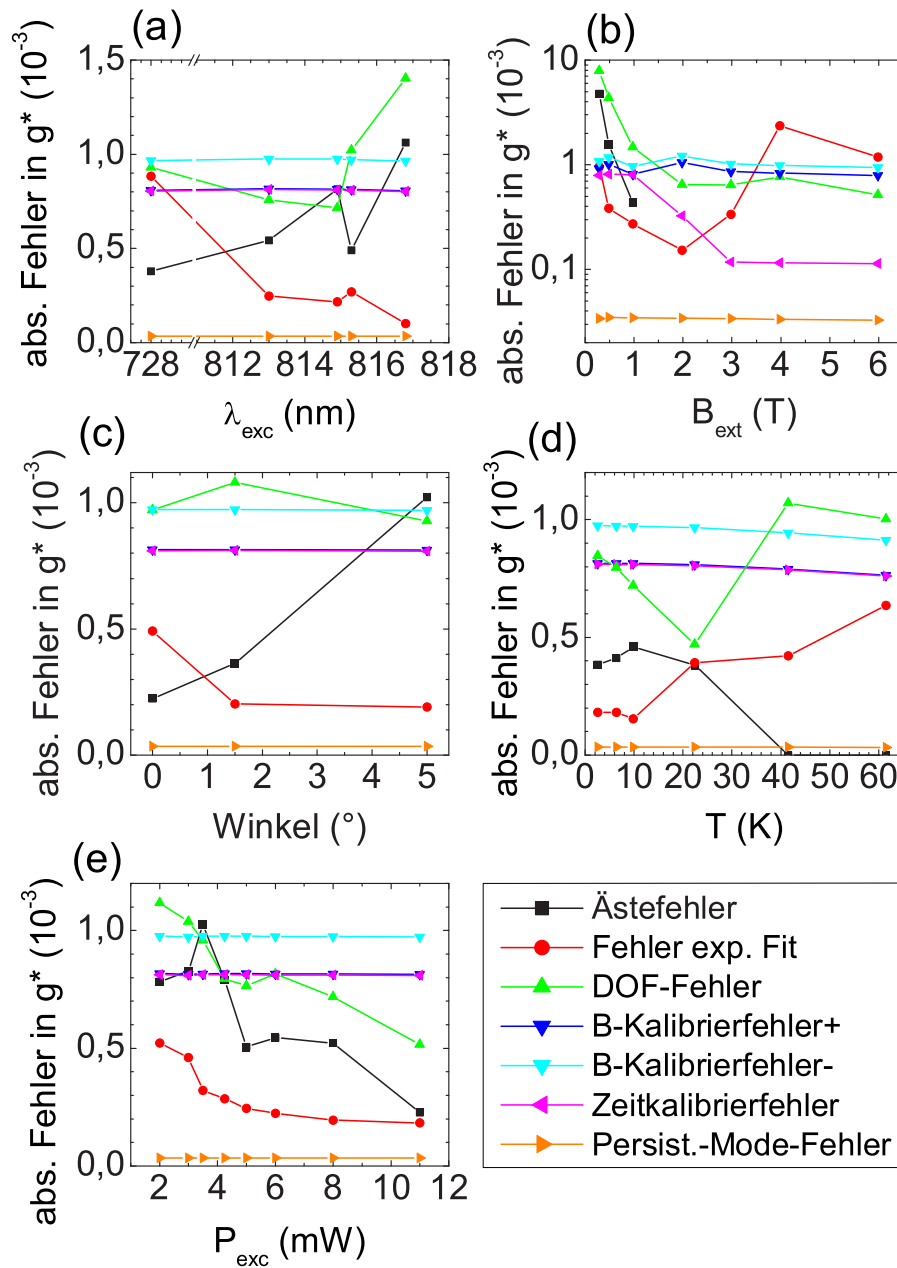 (a)
abs. Fehler in g* (10⁻³)
1,5
1,0
0,5
0,0
728 812 814 816 818
λexc (nm)
(b)
abs. Fehler in g* (10⁻³)
10
1
0,1
0 1 2 3 4 5 6
Bext (T)
(c)
abs. Fehler in g* (10⁻³)
1,0
0,5
0,0
0 1 2 3 4 5
Winkel (°)
(d)
abs. Fehler in g* (10⁻³)
1,0
0,5
0,0
0 10 20 30 40 50 60
T (K)
(e)
abs. Fehler in g* (10⁻³)
1,0
0,5
0,0
2 4 6 8 10 12
Pexc (mW)
Ästefehler
Fehler exp. Fit
DOF-Fehler
B-Kalibrierfehler+
B-Kalibrierfehler-
Zeitkalibrierfehler
Persist.-Mode-Fehler